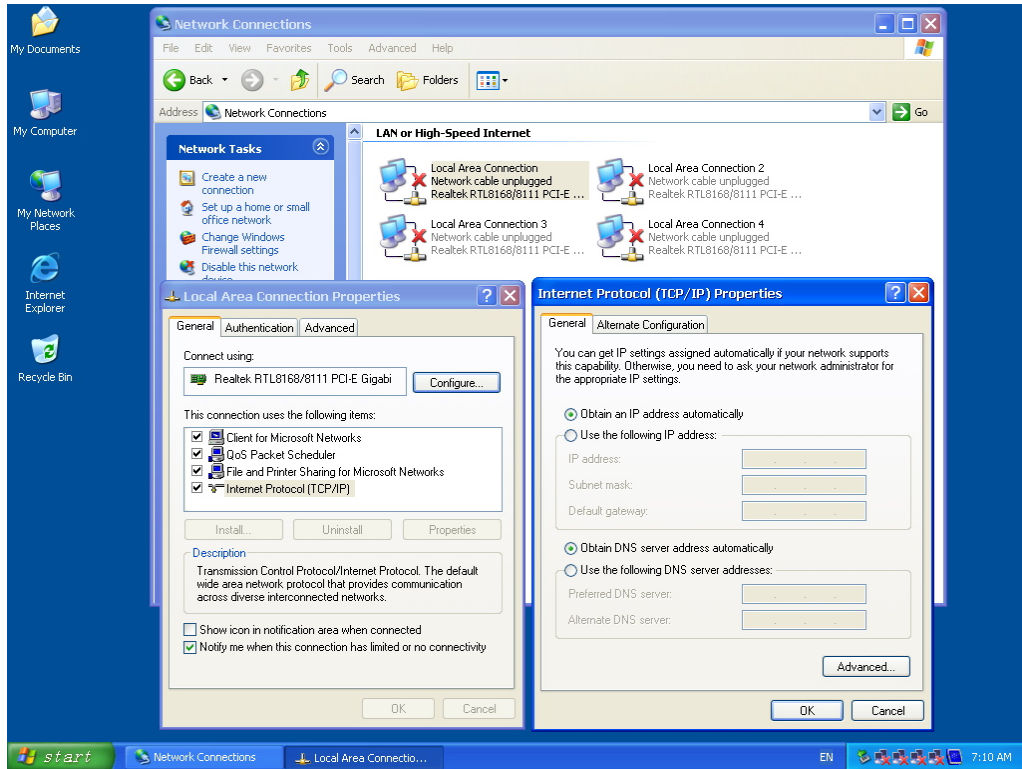 My Documents
My Computer
My Network
Places
Internet
Explorer
Recycle Bin
Network Connections
File Edit View Favorites Tools Advanced Help
Back Search Folders
Address Network Connections Go
Network Tasks
Create a new
connection
Set up a home or small
office network
Change Windows
Firewall settings
Disable this network
device
LAN or High-Speed Internet
Local Area Connection
Network cable unplugged
Realtek RTL8168/8111 PCI-E ...
Local Area Connection 2
Network cable unplugged
Realtek RTL8168/8111 PCI-E ...
Local Area Connection 3
Network cable unplugged
Realtek RTL8168/8111 PCI-E ...
Local Area Connection 4
Network cable unplugged
Realtek RTL8168/8111 PCI-E ...
Local Area Connection Properties
General Authentication Advanced
Connect using:
Realtek RTL8168/8111 PCI-E Gigabi Configure...
This connection uses the following items:
Client for Microsoft Networks
QoS Packet Scheduler
File and Printer Sharing for Microsoft Networks
Internet Protocol (TCP/IP)
Install... Uninstall Properties
Description
Transmission Control Protocol/Internet Protocol. The default
wide area network protocol that provides communication
across diverse interconnected networks.
Show icon in notification area when connected
Notify me when this connection has limited or no connectivity
OK Cancel
Internet Protocol (TCP/IP) Properties
General Alternate Configuration
You can get IP settings assigned automatically if your network supports
this capability. Otherwise, you need to ask your network administrator for
the appropriate IP settings.
Obtain an IP address automatically
Use the following IP address:
IP address:
Subnet mask:
Default gateway:
Obtain DNS server address automatically
Use the following DNS server addresses:
Preferred DNS server:
Alternate DNS server:
Advanced...
OK Cancel
start Network Connections Local Area Connectio... EN 7:10 AM